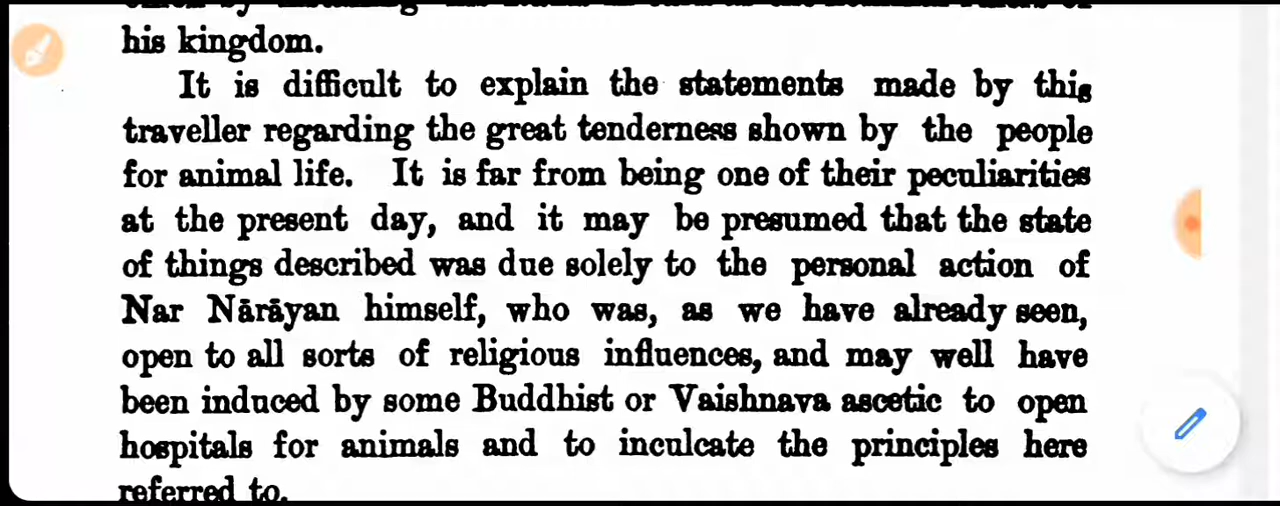 his kingdom.
It is difficult to explain the statements made by this
traveller regarding the great tenderness shown by the people
for animal life. It is far from being one of their peculiarities
at the present day, and it may be presumed that the state
of things described was due solely to the personal action of
Nar Nārāyan himself, who was, as we have already seen,
open to all sorts of religious influences, and may well have
been induced by some Buddhist or Vaishnava ascetic to open
hospitals for animals and to inculcate the principles here
referred to.